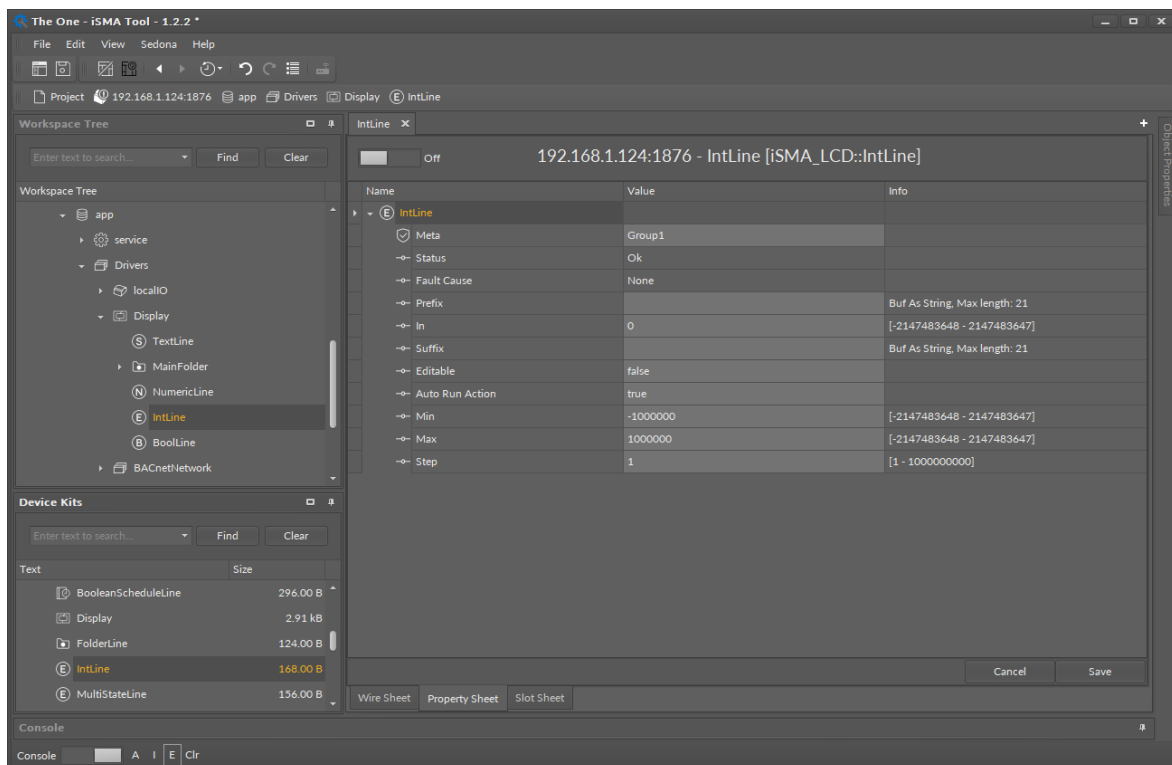 The One - iSMA Tool - 1.2.2 *
File Edit View Sedona Help
Project 192.168.1.124:1876 app Drivers Display IntLine
Workspace Tree
Enter text to search... Find Clear
Workspace Tree
app
service
Drivers
localIO
Display
TextLine
MainFolder
NumericLine
IntLine
BoolLine
BACnetNetwork
Device Kits
Enter text to search... Find Clear
Text Size
BooleanScheduleLine 296.00 B
Display 2.91 kB
FolderLine 124.00 B
IntLine 168.00 B
MultiStateLine 156.00 B
IntLine
Off 192.168.1.124:1876 - IntLine [iSMA_LCD::IntLine]
Name Value Info
IntLine
Meta Group1
Status Ok
Fault Cause None
Prefix Buf As String, Max length: 21
In 0 [-2147483648 - 2147483647]
Suffix Buf As String, Max length: 21
Editable false
Auto Run Action true
Min -1000000 [-2147483648 - 2147483647]
Max 1000000 [-2147483648 - 2147483647]
Step 1 [1 - 1000000000]
Cancel Save
Wire Sheet Property Sheet Slot Sheet
Object Properties
Console
Console A I E Clr